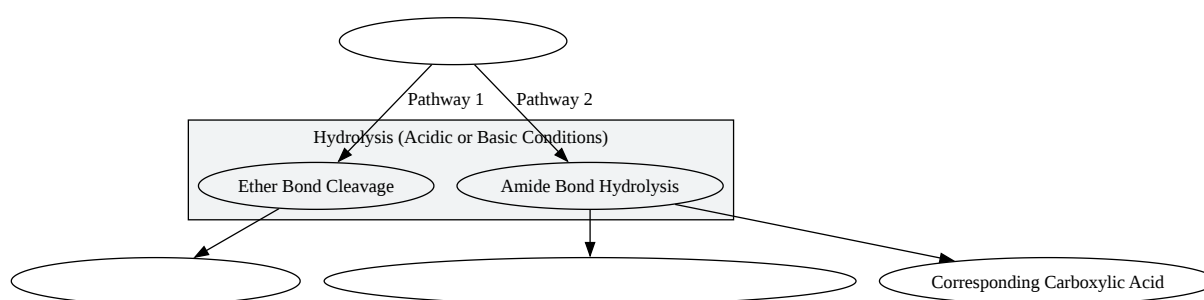 Pathway 1
Pathway 2
Hydrolysis (Acidic or Basic Conditions)
Ether Bond Cleavage
Amide Bond Hydrolysis
Corresponding Carboxylic Acid